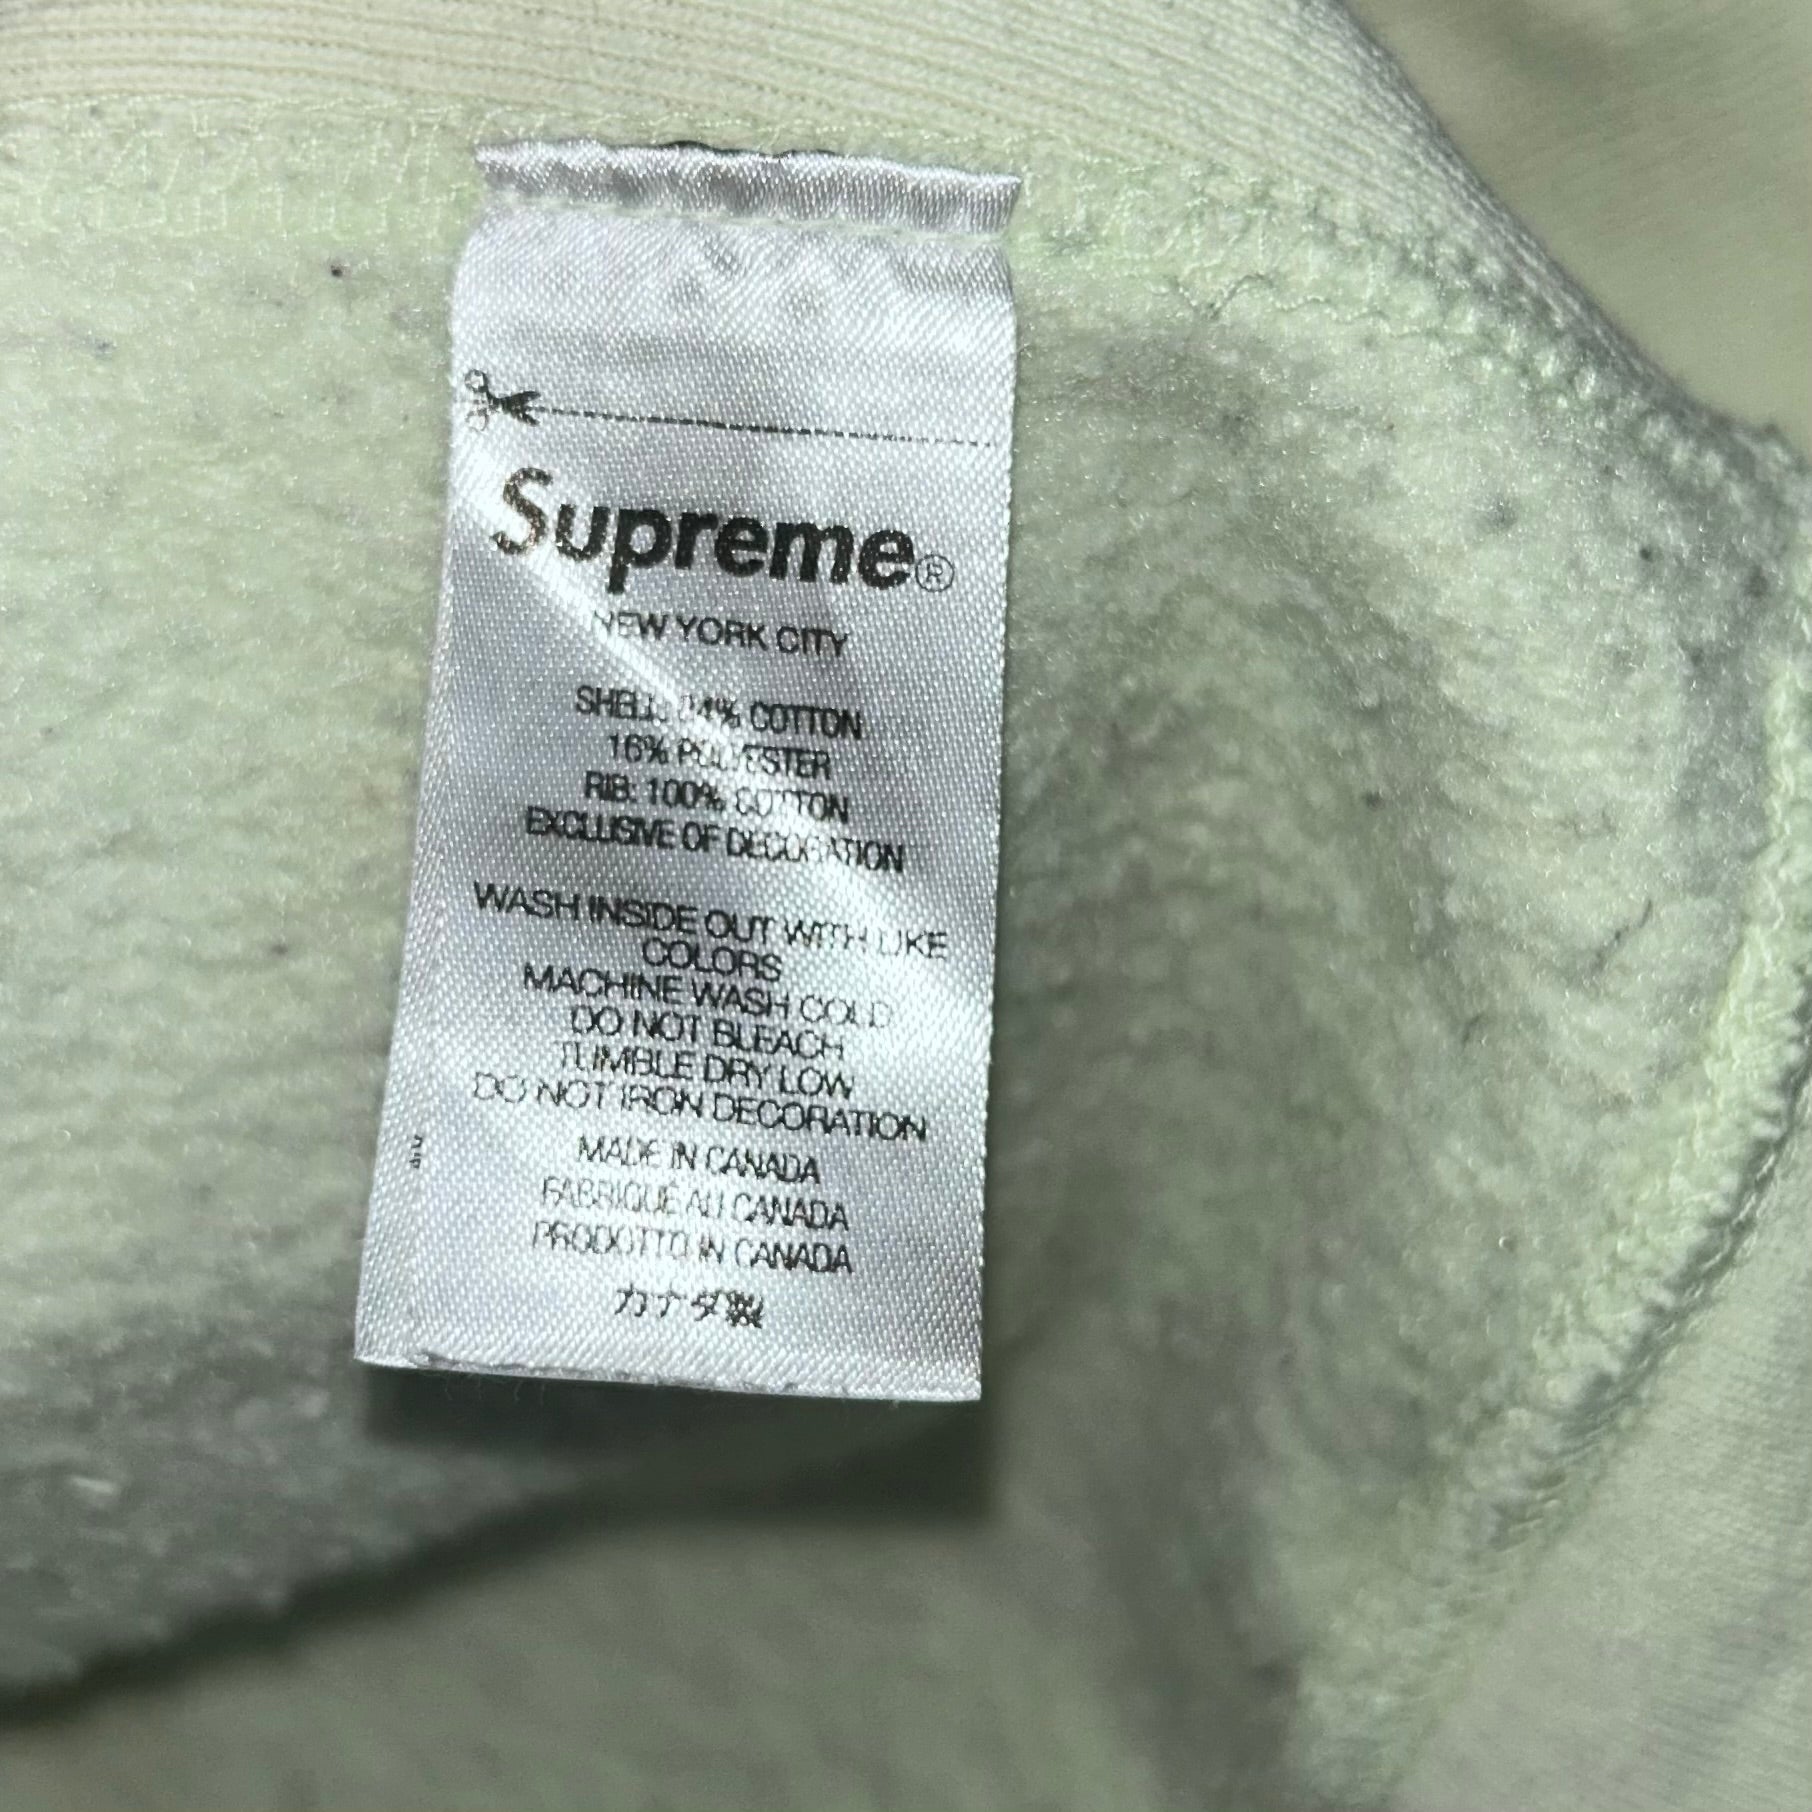 Supreme®
NEW YORK CITY
SHELL: 84% COTTON
16% POLYESTER
RIB: 100% COTTON
EXCLUSIVE OF DECORATION
WASH INSIDE OUT WITH LIKE
COLORS
MACHINE WASH COLD
DO NOT BLEACH
TUMBLE DRY LOW
DO NOT IRON DECORATION
MADE IN CANADA
FABRIQUÉ AU CANADA
PRODOTTO IN CANADA
カナダ製